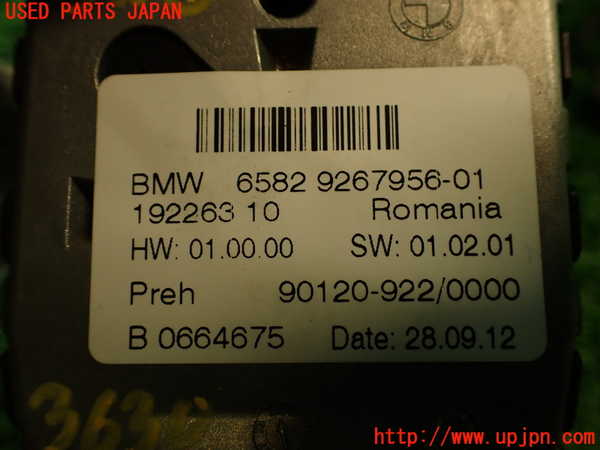 USED PARTS JAPAN
BMW 6582 9267956-01
192263 10 Romania
HW: 01.00.00 SW: 01.02.01
Preh 90120-922/0000
B 0664675 Date: 28.09.12
http://www.upjpn.com/